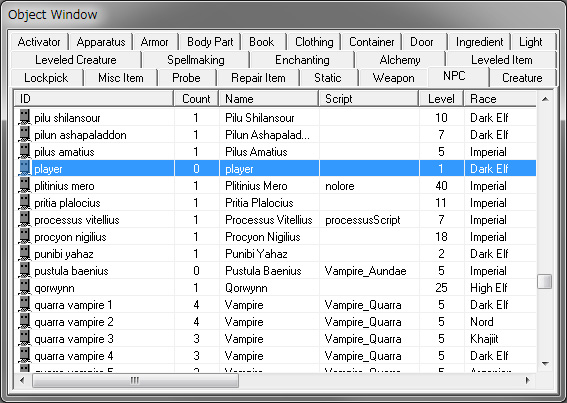 Object Window
Activator Apparatus Armor Body Part Book Clothing Container Door Ingredient Light
Leveled Creature Spellmaking Enchanting Alchemy Leveled Item
Lockpick Misc Item Probe Repair Item Static Weapon NPC Creature
ID Count Name Script Level Race
pilu shilansour 1 Pilu Shilansour 10 Dark Elf
pilun ashapaladdon 1 Pilun Ashapalad... 7 Dark Elf
pilus amatius 1 Pilus Amatius 5 Imperial
player 0 player 1 Dark Elf
plitinius mero 1 Plitinius Mero nolore 40 Imperial
pritia plalocius 1 Pritia Plalocius 11 Imperial
processus vitellius 1 Processus Vitellius processusScript 7 Imperial
procyon nigilius 1 Procyon Nigilius 18 Imperial
punibi yahaz 1 Punibi Yahaz 2 Dark Elf
pustula baenius 0 Pustula Baenius Vampire_Aundae 5 Imperial
qorwynn 1 Qorwynn 25 High Elf
quarra vampire 1 4 Vampire Vampire_Quarra 5 Dark Elf
quarra vampire 2 4 Vampire Vampire_Quarra 5 Nord
quarra vampire 3 3 Vampire Vampire_Quarra 5 Khajiit
quarra vampire 4 3 Vampire Vampire_Quarra 5 Dark Elf
quarra vampire 5 3 Vampire Vampire_Quarra 5 Argonian